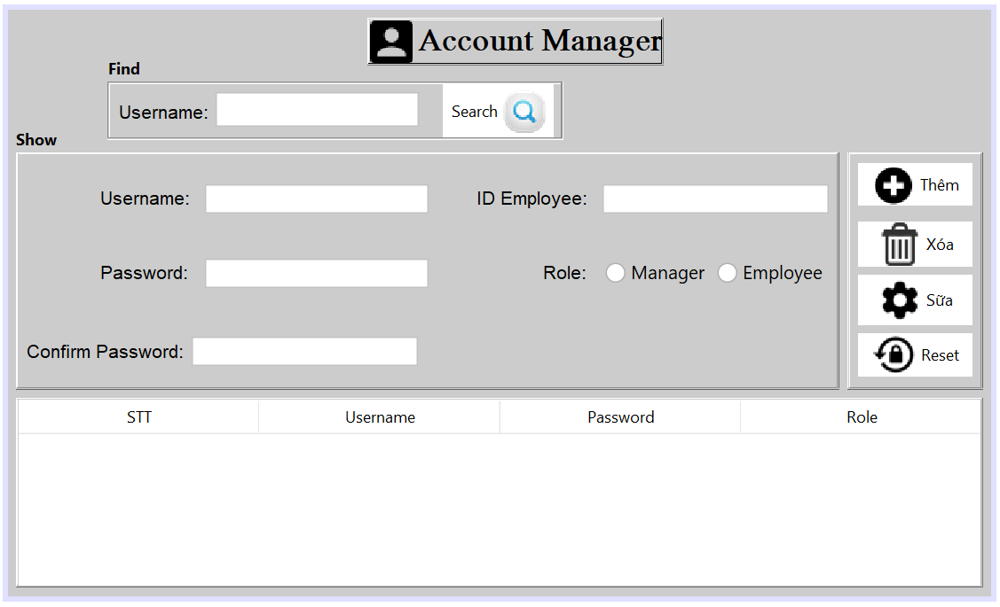 Account Manager
Find
Username: Search
Show
Username: ID Employee:
Password: Role: Manager Employee
Confirm Password:
Thêm
Xóa
Sữa
Reset
STT Username Password Role